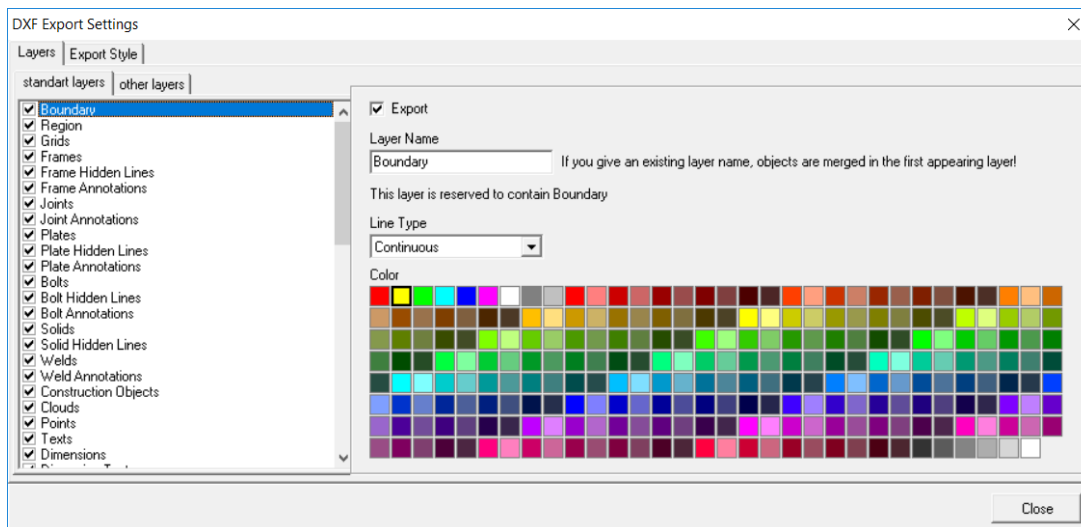 DXF Export Settings
Layers Export Style
standart layers other layers
Boundary
Region
Grids
Frames
Frame Hidden Lines
Frame Annotations
Joints
Joint Annotations
Plates
Plate Hidden Lines
Plate Annotations
Bolts
Bolt Hidden Lines
Bolt Annotations
Solids
Solid Hidden Lines
Welds
Weld Annotations
Construction Objects
Clouds
Points
Texts
Dimensions
Export
Layer Name
Boundary If you give an existing layer name, objects are merged in the first appearing layer!
This layer is reserved to contain Boundary
Line Type
Continuous
Color
Close